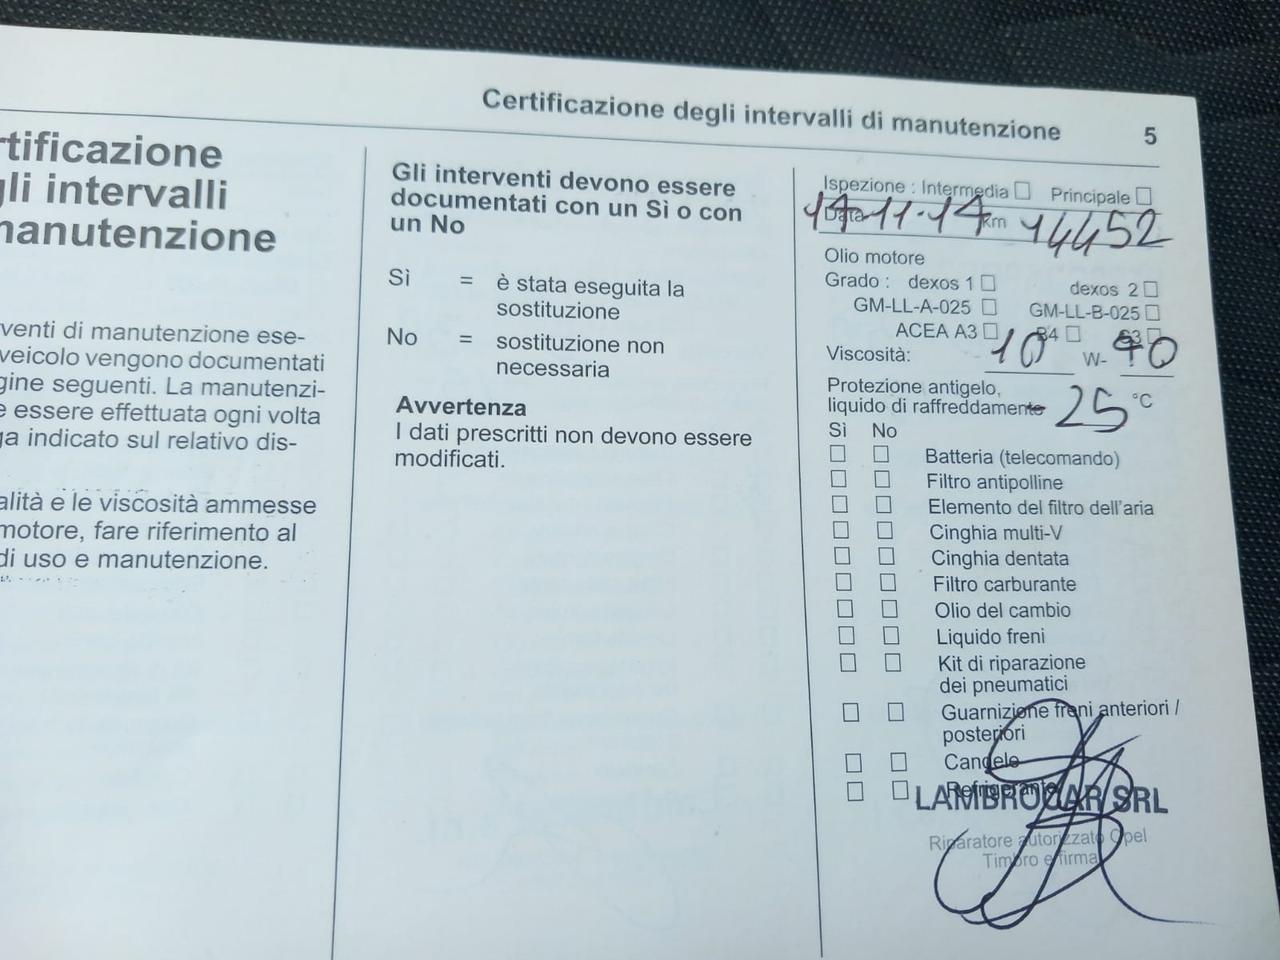 Certificazione degli intervalli di manutenzione 5
rtificazione
gli intervalli
nanutenzione
venti di manutenzione ese-
veicolo vengono documentati
gine seguenti. La manutenzi-
e essere effettuata ogni volta
ga indicato sul relativo dis-
alità e le viscosità ammesse
motore, fare riferimento al
di uso e manutenzione.
Gli interventi devono essere
documentati con un Sì o con
un No
Sì = è stata eseguita la
sostituzione
No = sostituzione non
necessaria
Avvertenza
I dati prescritti non devono essere
modificati.
Ispezione : Intermedia □ Principale □
Data 17-11-14 km 14452
Olio motore
Grado : dexos 1 □ dexos 2 □
GM-LL-A-025 □ GM-LL-B-025 □
ACEA A3 □ B4 □ C3 □
Viscosità: 10 W- 40
Protezione antigelo,
liquido di raffreddamento 25 °C
Sì No
□ □ Batteria (telecomando)
□ □ Filtro antipolline
□ □ Elemento del filtro dell'aria
□ □ Cinghia multi-V
□ □ Cinghia dentata
□ □ Filtro carburante
□ □ Olio del cambio
□ □ Liquido freni
□ □ Kit di riparazione
dei pneumatici
□ □ Guarnizione freni anteriori /
posteriori
□ □ Candele
□ □ Refrigerante
LAMBROCAR SRL
Riparatore autorizzato Opel
Timbro e firma